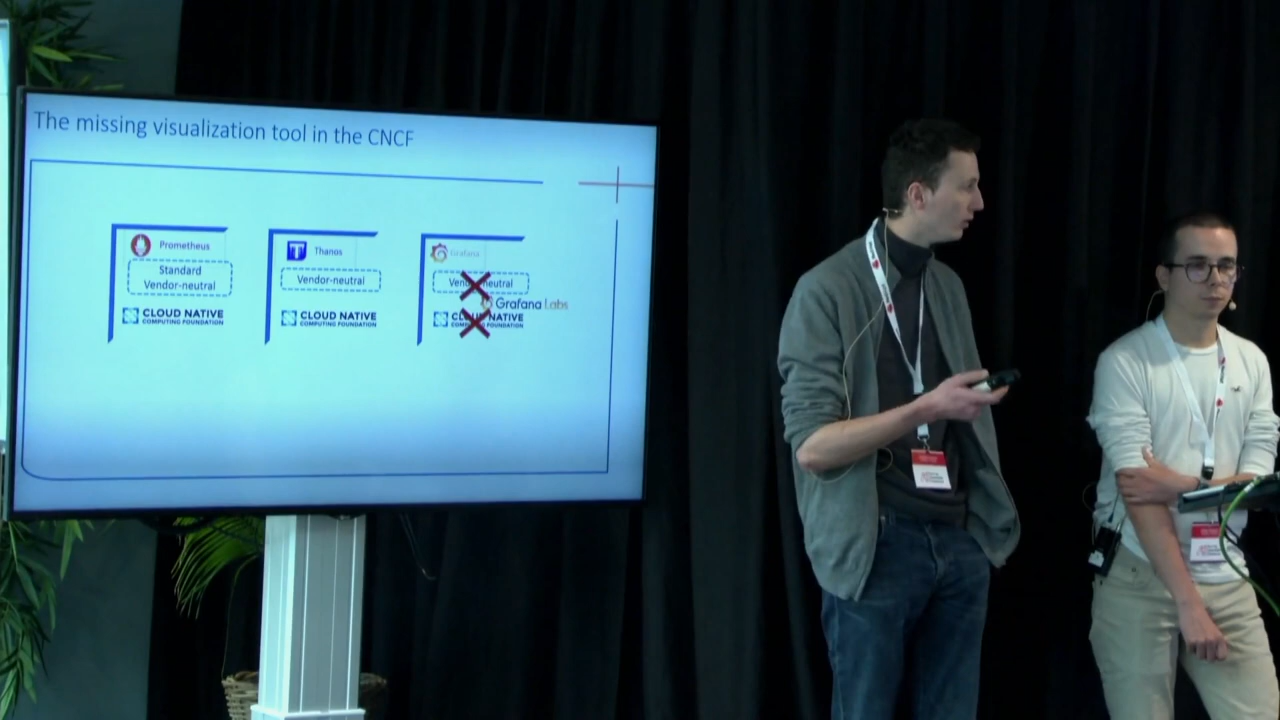 The missing visualization tool in the CNCF
Prometheus
Standard
Vendor-neutral
CLOUD NATIVE
COMPUTING FOUNDATION
Thanos
Vendor-neutral
CLOUD NATIVE
COMPUTING FOUNDATION
Grafana
Vendor-neutral
Grafana Labs
CLOUD NATIVE
COMPUTING FOUNDATION